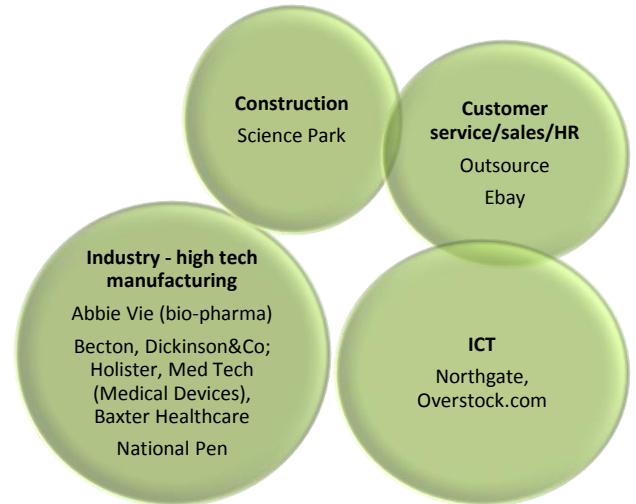 Construction
Science Park
Customer
service/sales/HR
Outsource
Ebay
Industry - high tech
manufacturing
Abbie Vie (bio-pharma)
Becton, Dickinson&Co;
Holister, Med Tech
(Medical Devices),
Baxter Healthcare
National Pen
ICT
Northgate,
Overstock.com